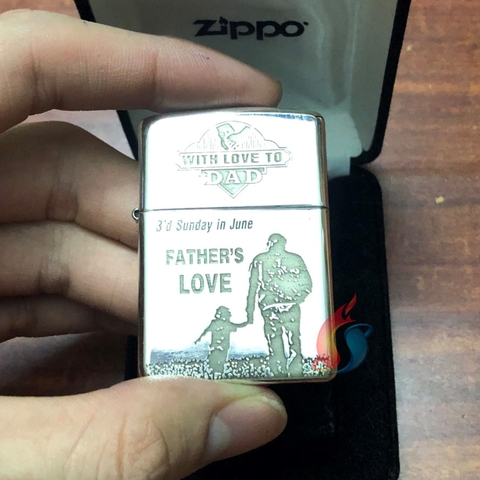 zippo
WITH LOVE TO
DAD
3'd Sunday in June
FATHER'S
LOVE